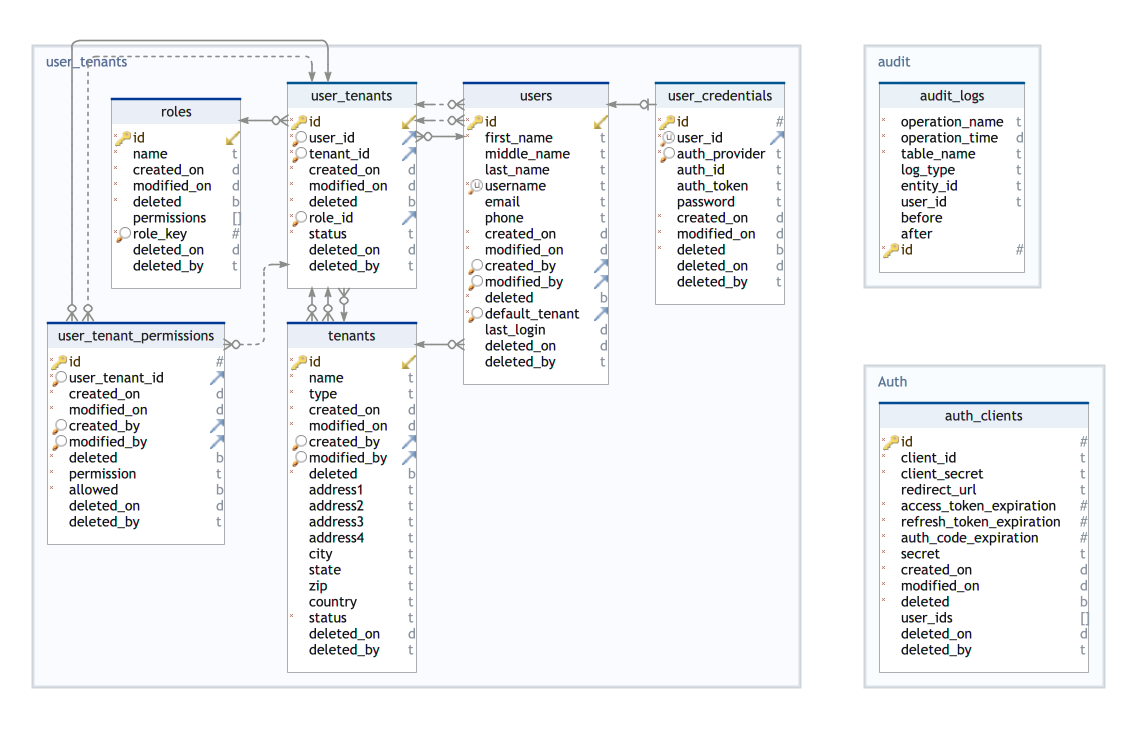 user_tenants
roles
id
name t
created_on d
modified_on d
deleted b
permissions []
role_key #
deleted_on d
deleted_by t
user_tenants
id
user_id
tenant_id
created_on d
modified_on d
deleted b
role_id
status t
deleted_on d
deleted_by t
users
id
first_name t
middle_name t
last_name t
username t
email t
phone t
created_on d
modified_on d
created_by
modified_by
deleted b
default_tenant
last_login d
deleted_on d
deleted_by t
user_credentials
id #
user_id
auth_provider t
auth_id t
auth_token t
password t
created_on d
modified_on d
deleted b
deleted_on d
deleted_by t
user_tenant_permissions
id #
user_tenant_id
created_on d
modified_on d
created_by
modified_by
deleted b
permission t
allowed b
deleted_on d
deleted_by t
tenants
id
name t
type t
created_on d
modified_on d
created_by
modified_by
deleted b
address1 t
address2 t
address3 t
address4 t
city t
state t
zip t
country t
status t
deleted_on d
deleted_by t
audit
audit_logs
operation_name t
operation_time d
table_name t
log_type t
entity_id t
user_id t
before
after
id #
Auth
auth_clients
id #
client_id t
client_secret t
redirect_url t
access_token_expiration #
refresh_token_expiration #
auth_code_expiration #
secret t
created_on d
modified_on d
deleted b
user_ids []
deleted_on d
deleted_by t